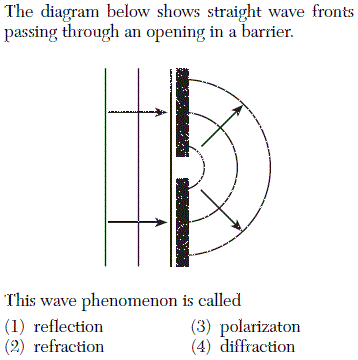 The diagram below shows straight wave fronts
passing through an opening in a barrier.
This wave phenomenon is called
(1) reflection
(2) refraction
(3) polarizaton
(4) diffraction